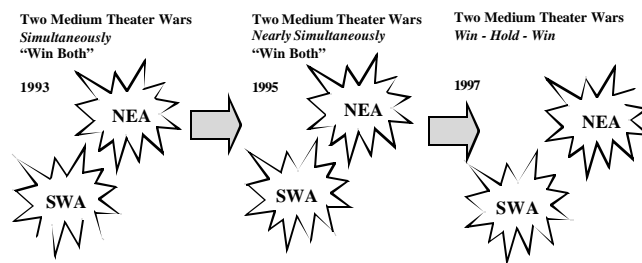 Two Medium Theater Wars
Simultaneously
“Win Both”
1993
NEA
SWA
Two Medium Theater Wars
Nearly Simultaneously
“Win Both”
1995
NEA
SWA
Two Medium Theater Wars
Win - Hold - Win
1997
NEA
SWA